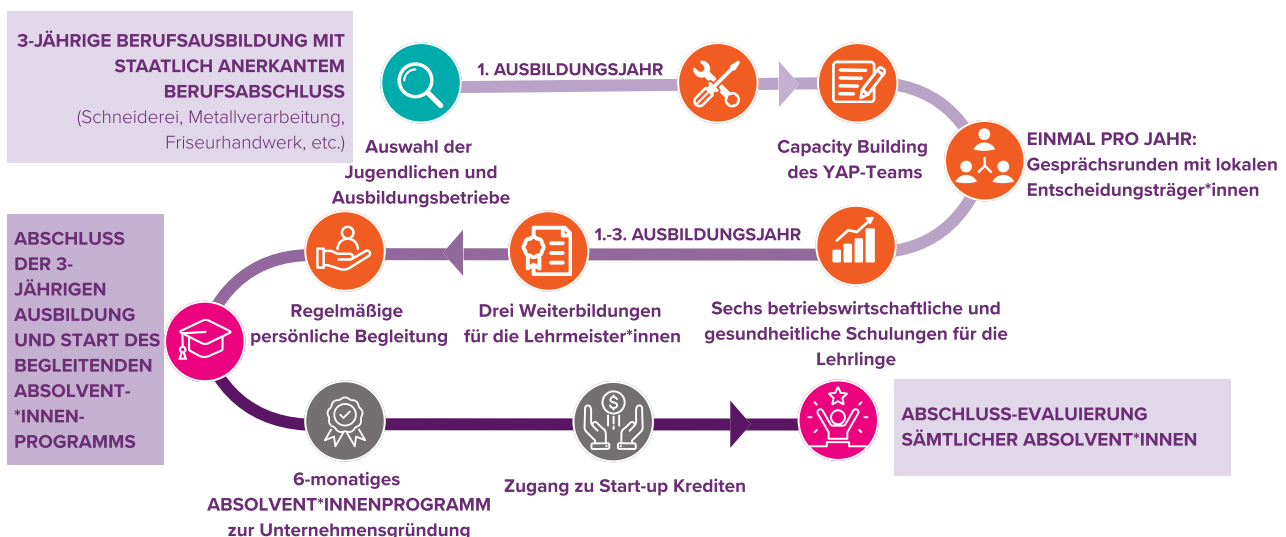 3-JÄHRIGE BERUFSAUSBILDUNG MIT
STAATLICH ANERKANTEM
BERUFSABSCHLUSS
(Schneiderei, Metallverarbeitung,
Friseurhandwerk, etc.)
Auswahl der
Jugendlichen und
Ausbildungsbetriebe
1. AUSBILDUNGSJAHR
Capacity Building
des YAP-Teams
EINMAL PRO JAHR:
Gesprächsrunden mit lokalen
Entscheidungsträger*innen
Sechs betriebswirtschaftliche und
gesundheitliche Schulungen für die
Lehrlinge
1.-3. AUSBILDUNGSJAHR
Drei Weiterbildungen
für die Lehrmeister*innen
Regelmäßige
persönliche Begleitung
ABSCHLUSS
DER 3-
JÄHRIGEN
AUSBILDUNG
UND START DES
BEGLEITENDEN
ABSOLVENT-
*INNEN-
PROGRAMMS
6-monatiges
ABSOLVENT*INNENPROGRAMM
zur Unternehmensgründung
$
Zugang zu Start-up Krediten
ABSCHLUSS-EVALUIERUNG
SÄMTLICHER ABSOLVENT*INNEN